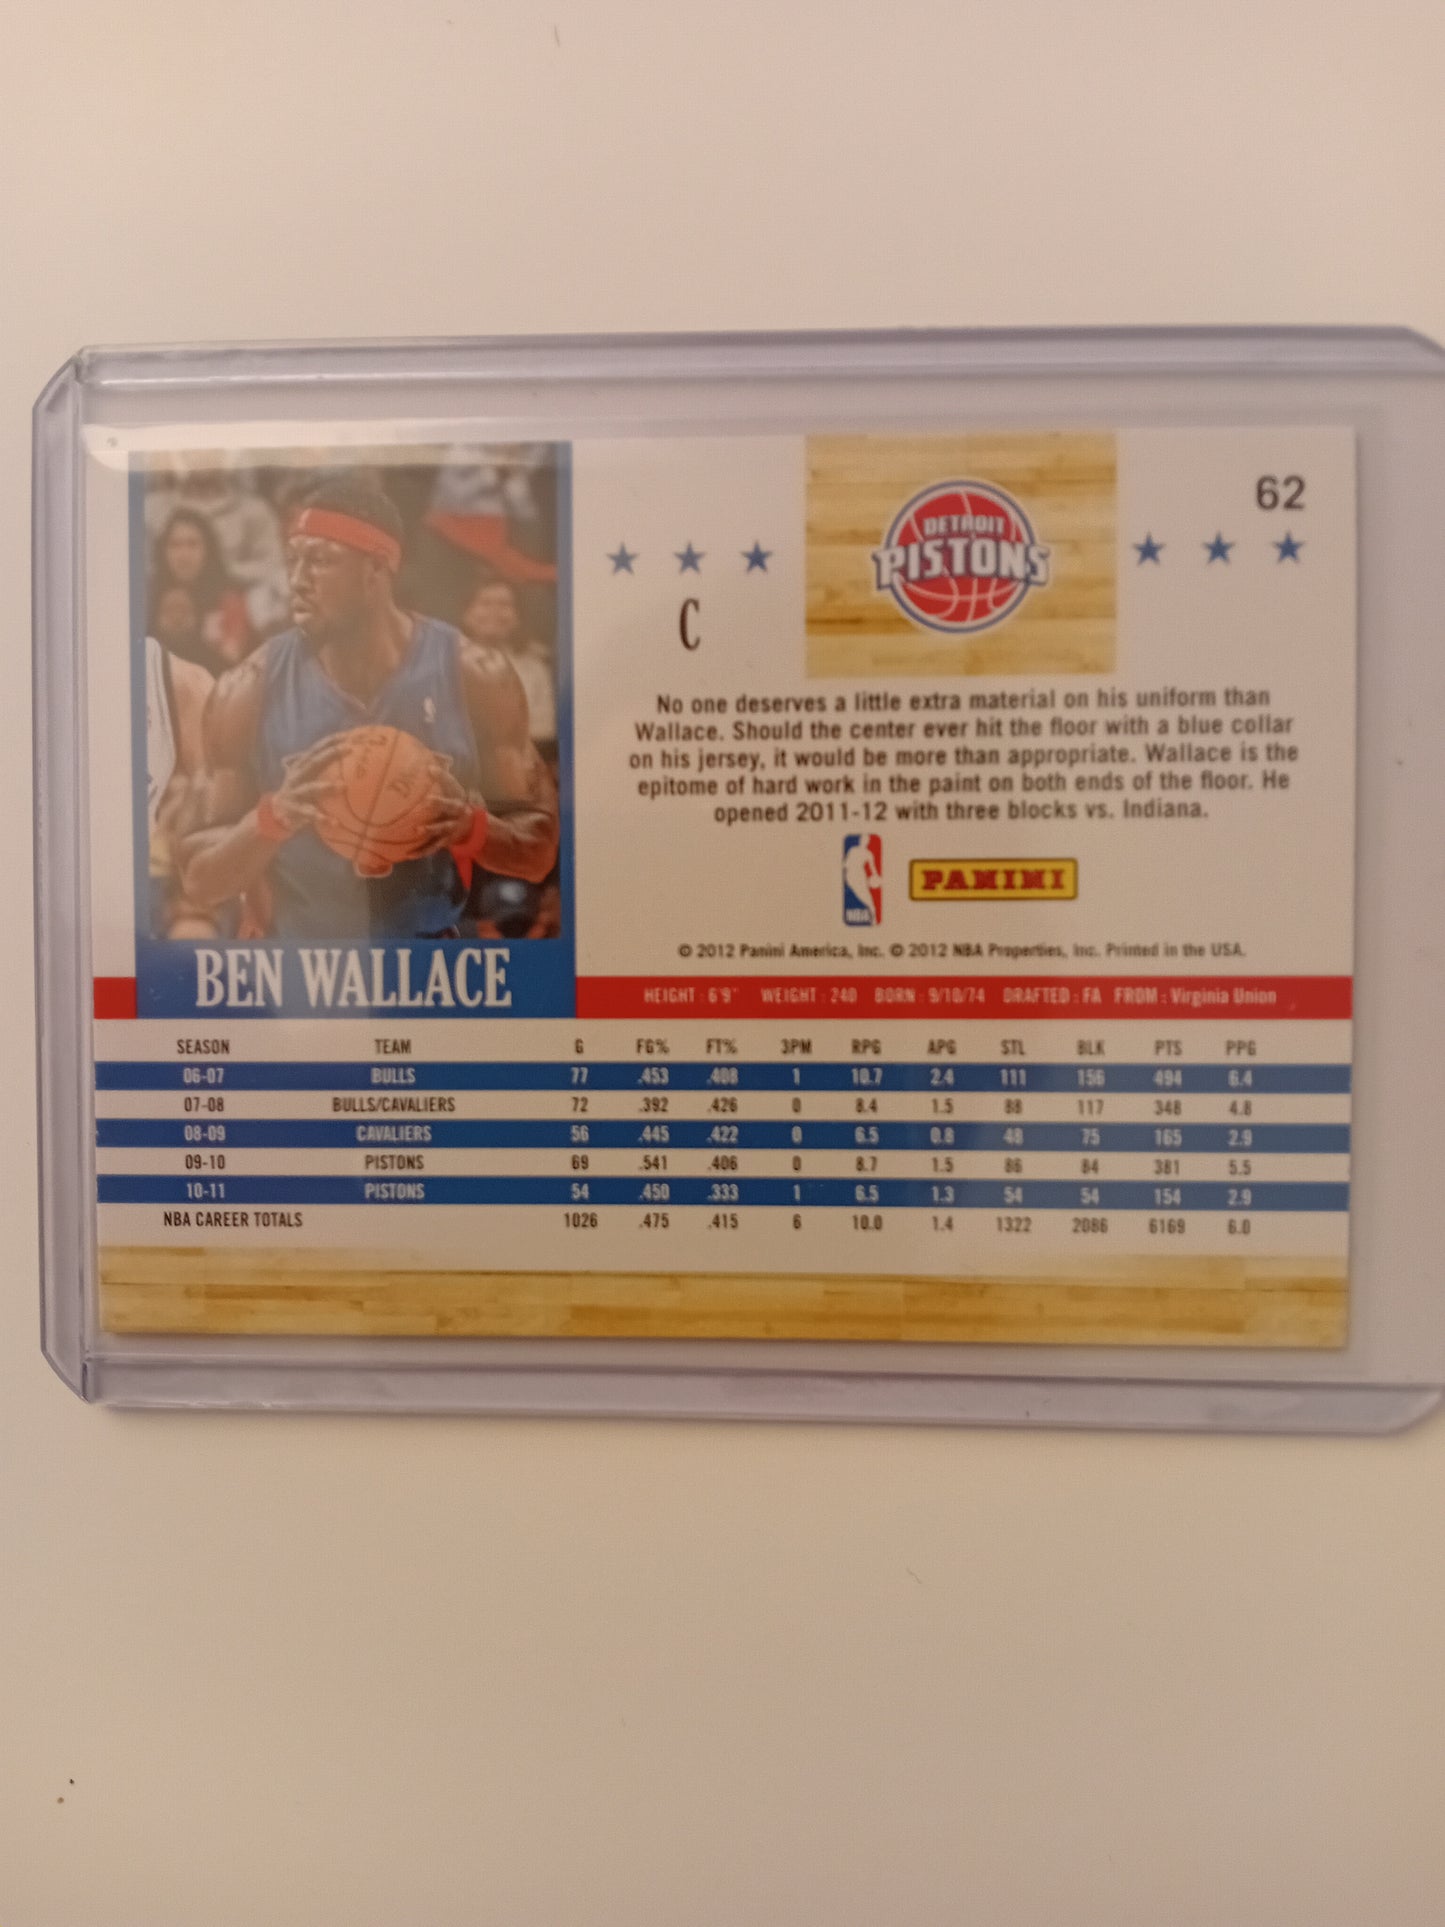 62
DETROIT
PISTONS
C
No one deserves a little extra material on his uniform than
Wallace. Should the center ever hit the floor with a blue collar
on his jersey, it would be more than appropriate. Wallace is the
epitome of hard work in the paint on both ends of the floor. He
opened 2011-12 with three blocks vs. Indiana.
NBA PANINI
© 2012 Panini America, Inc. © 2012 NBA Properties, Inc. Printed in the USA.
BEN WALLACE
HEIGHT : 6'9" WEIGHT : 240 BORN : 9/10/74 DRAFTED : FA FROM : Virginia Union
SEASON TEAM G FG% FT% 3PM RPG APG STL BLK PTS PPG
06-07 BULLS 77 .453 .408 1 10.7 2.4 111 156 494 6.4
07-08 BULLS/CAVALIERS 72 .392 .426 0 8.4 1.5 88 117 348 4.8
08-09 CAVALIERS 56 .445 .422 0 6.5 0.8 48 75 165 2.9
09-10 PISTONS 69 .541 .406 0 8.7 1.5 86 84 381 5.5
10-11 PISTONS 54 .450 .333 1 6.5 1.3 54 54 154 2.9
NBA CAREER TOTALS 1026 .475 .415 6 10.0 1.4 1322 2086 6169 6.0